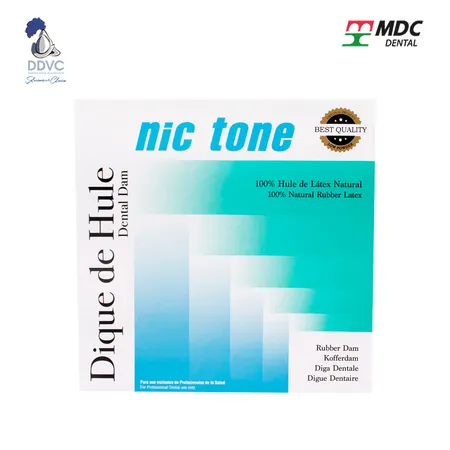 DDVC
MDC
DENTAL
nic tone
BEST QUALITY
100% Hule de Látex Natural
100% Natural Rubber Latex
Dique de Hule
Dental Dam
Rubber Dam
Kofferdam
Diga Dentale
Digue Dentaire
Para uso exclusivo de Profesionales de la Salud
For Professional Dental use only